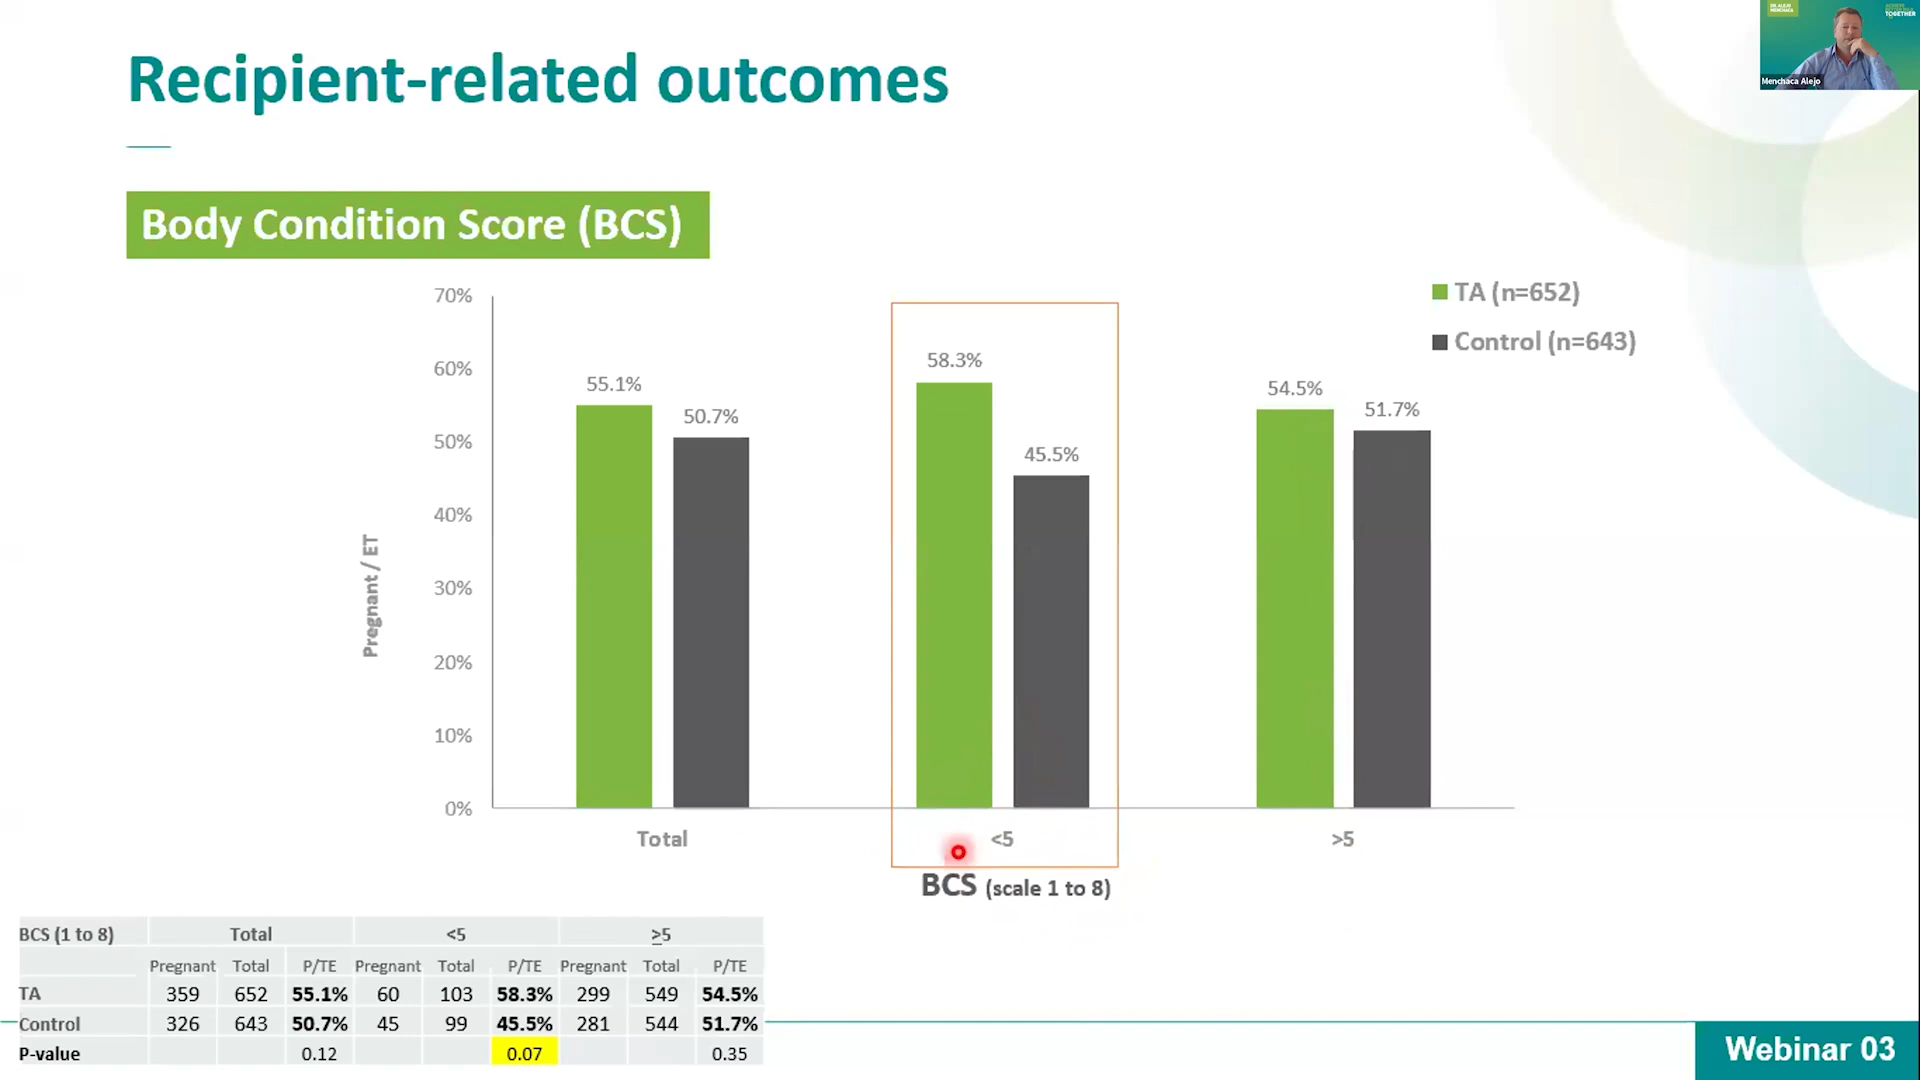 Recipient-related outcomes
DR. ALEJO
MENCHACA
TOGETHER
Menchaca Alejo
Body Condition Score (BCS)
TA (n=652)
Control (n=643)
Pregnant / ET
70%
60%
50%
40%
30%
20%
10%
0%
55.1%
50.7%
58.3%
45.5%
54.5%
51.7%
Total
<5
>5
BCS (scale 1 to 8)
BCS (1 to 8) Total <5 ≥5
Pregnant Total P/TE Pregnant Total P/TE Pregnant Total P/TE
TA 359 652 55.1% 60 103 58.3% 299 549 54.5%
Control 326 643 50.7% 45 99 45.5% 281 544 51.7%
P-value 0.12 0.07 0.35
Webinar 03